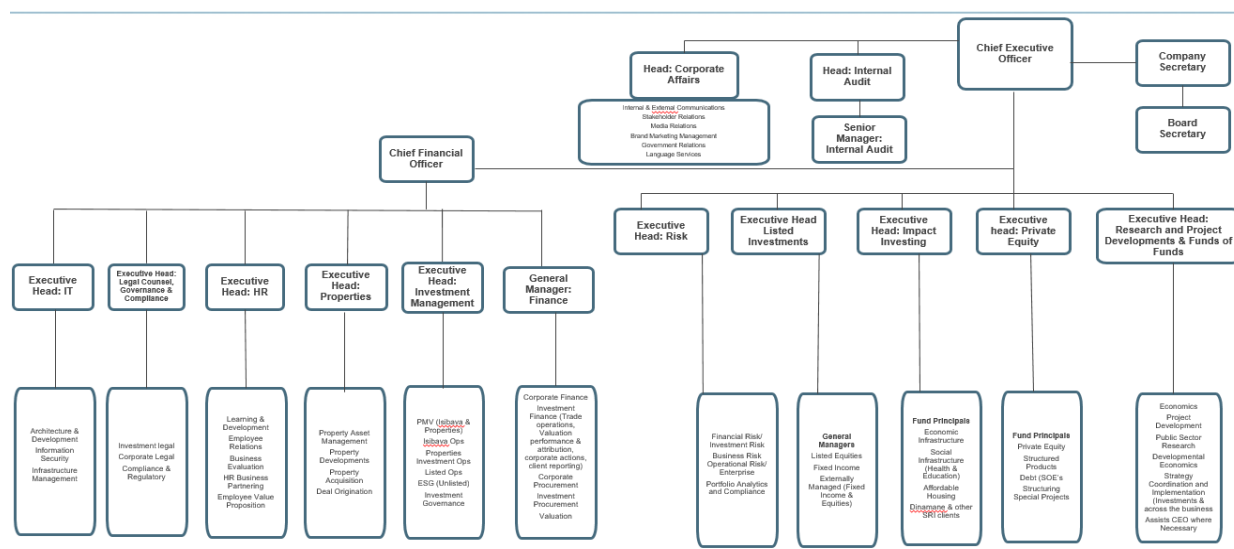 Chief Executive
Officer
Company
Secretary
Board
Secretary
Head: Corporate
Affairs
Internal & External Communications
Stakeholder Relations
Media Relations
Brand Marketing Management
Government Relations
Language Services
Head: Internal
Audit
Senior
Manager:
Internal Audit
Chief Financial
Officer
Executive
Head: IT
Executive Head:
Legal Counsel,
Governance &
Compliance
Executive
Head: HR
Executive
Head:
Properties
Executive
Head:
Investment
Management
General
Manager:
Finance
Executive
Head: Risk
Executive Head
Listed
Investments
Executive
Head: Impact
Investing
Executive
head: Private
Equity
Executive Head:
Research and Project
Developments & Funds of
Funds
Architecture &
Development
Information
Security
Infrastructure
Management
Investment legal
Corporate Legal
Compliance &
Regulatory
Learning &
Development
Employee
Relations
Business
Evaluation
HR Business
Partnering
Employee Value
Proposition
Property Asset
Management
Property
Developments
Property
Acquisition
Deal Origination
PMV (Isibaya &
Properties)
Isibaya Ops
Properties
Investment Ops
Listed Ops
ESG (Unlisted)
Investment
Governance
Corporate Finance
Investment
Finance (Trade
operations,
Valuation
performance &
attribution,
corporate actions,
client reporting)
Corporate
Procurement
Investment
Procurement
Valuation
Financial Risk/
Investment Risk
Business Risk
Operational Risk/
Enterprise
Portfolio Analytics
and Compliance
General
Managers
Listed Equities
Fixed Income
Externally
Managed (Fixed
Income &
Equities)
Fund Principals
Economic
Infrastructure
Social
Infrastructure
(Health &
Education)
Affordable
Housing
Dinamane & other
SRI clients
Fund Principals
Private Equity
Structured
Products
Debt (SOE's
Structuring
Special Projects
Economics
Project
Development
Public Sector
Research
Developmental
Economics
Strategy
Coordination and
Implementation
(Investments &
across the business
Assists CEO where
Necessary